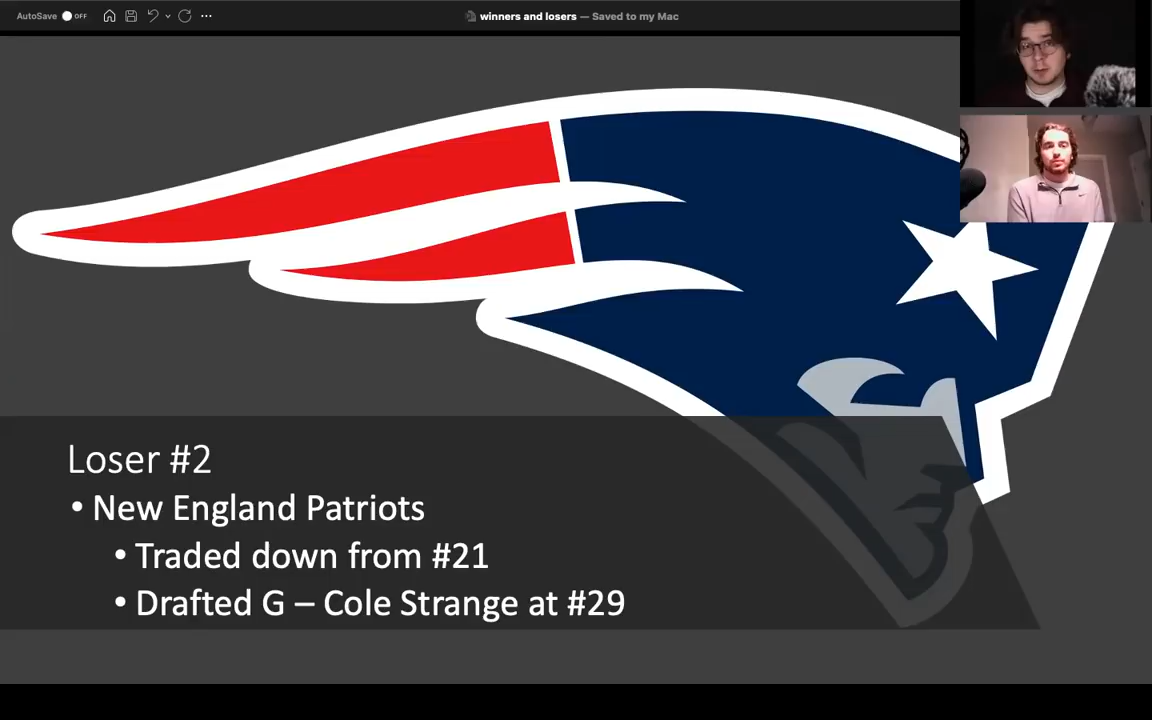 AutoSave OFF
winners and losers — Saved to my Mac
Loser #2
• New England Patriots
• Traded down from #21
• Drafted G – Cole Strange at #29